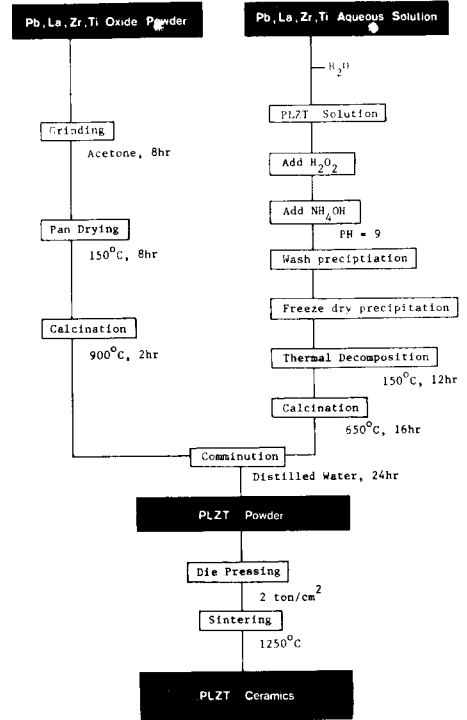 Pb, La, Zr, Ti Oxide Powder
Grinding
Acetone, 8hr
Pan Drying
150°C, 8hr
Calcination
900°C, 2hr
Pb, La, Zr, Ti Aqueous Solution
H2O
PLZT Solution
Add H2O2
Add NH4OH
PH = 9
Wash preciptiation
Freeze dry precipitation
Thermal Decomposition
150°C, 12hr
Calcination
650°C, 16hr
Comminution
Distilled Water, 24hr
PLZT Powder
Die Pressing
2 ton/cm2
Sintering
1250°C
PLZT Ceramics